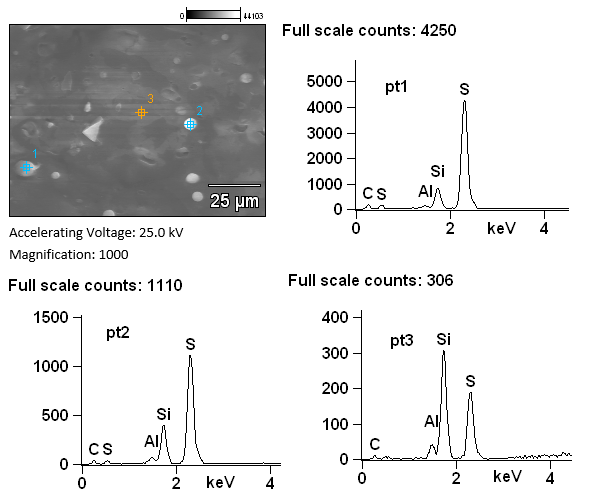 0 44103
3
2
1
25 µm
Accelerating Voltage: 25.0 kV
Magnification: 1000
Full scale counts: 4250
5000
4000
3000
2000
1000
0
pt1
S
Si
Al
C S
0 2 keV 4
Full scale counts: 1110
1500
1000
500
0
pt2
S
Si
Al
C S
0 2 keV 4
Full scale counts: 306
400
300
200
100
0
pt3
Si
S
Al
C
0 2 keV 4